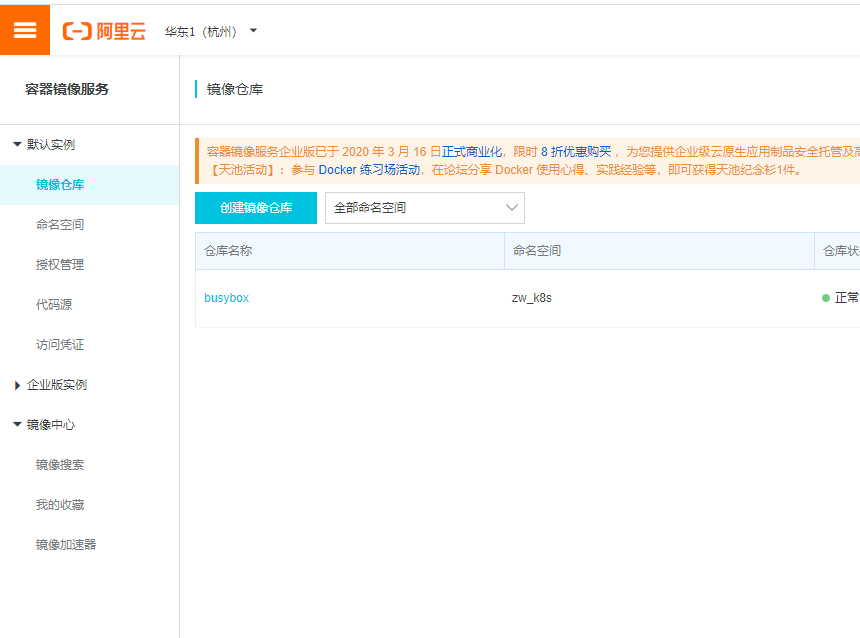 阿里云 华东1（杭州）
容器镜像服务
镜像仓库
默认实例
镜像仓库
命名空间
授权管理
代码源
访问凭证
企业版实例
镜像中心
镜像搜索
我的收藏
镜像加速器
容器镜像服务企业版已于 2020 年 3 月 16 日正式商业化，限时 8 折优惠购买 ，为您提供企业级云原生应用制品安全托管及
【天池活动】：参与 Docker 练习场活动，在论坛分享 Docker 使用心得、实践经验等，即可获得天池纪念衫1件。
创建镜像仓库 全部命名空间
仓库名称 命名空间 仓库状
busybox zw_k8s 正常